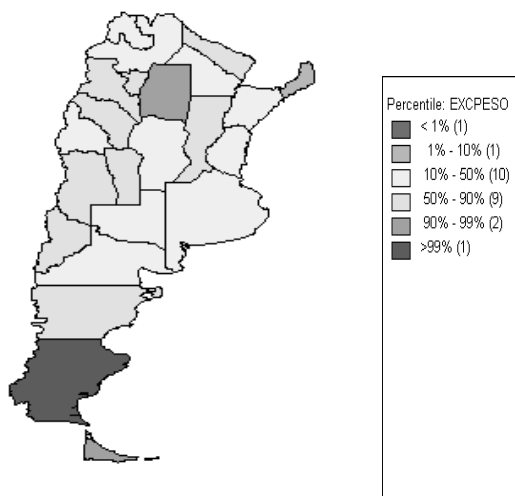 Percentile: EXCPESO
< 1% (1)
1% - 10% (1)
10% - 50% (10)
50% - 90% (9)
90% - 99% (2)
>99% (1)